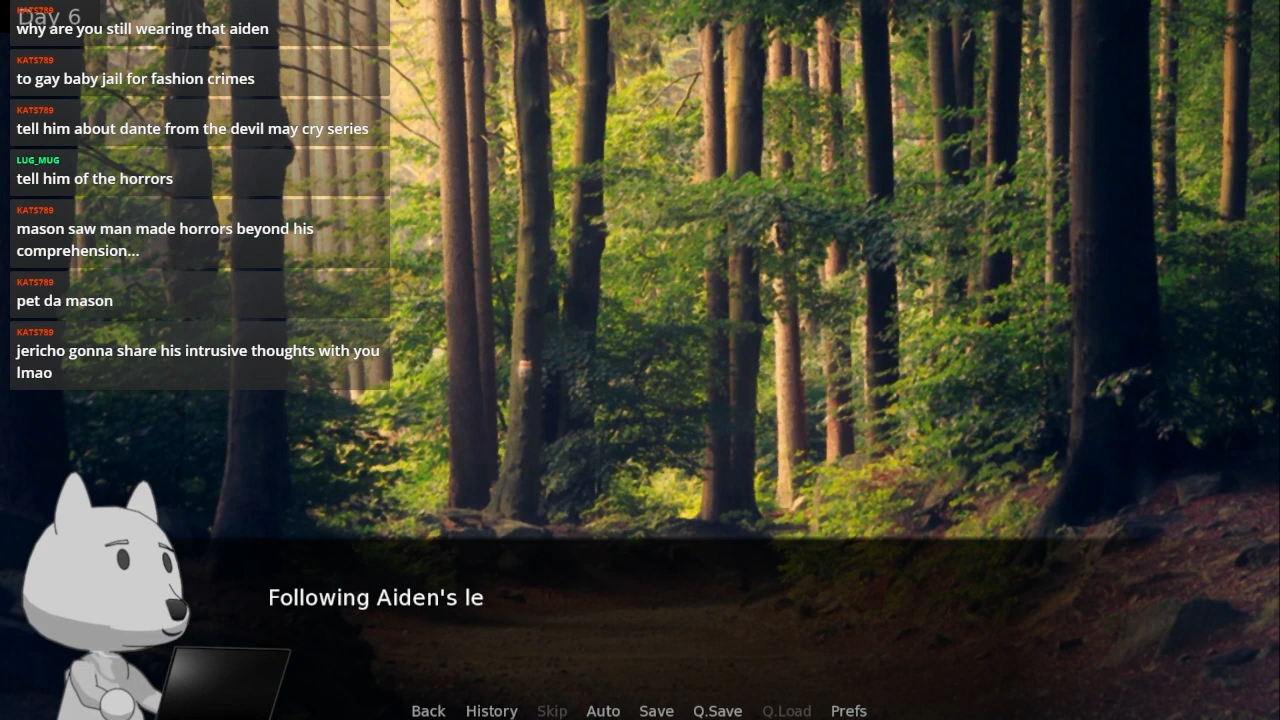 Day 6
KATS789
why are you still wearing that aiden
KATS789
to gay baby jail for fashion crimes
KATS789
tell him about dante from the devil may cry series
LUG_MUG
tell him of the horrors
KATS789
mason saw man made horrors beyond his
comprehension...
KATS789
pet da mason
KATS789
jericho gonna share his intrusive thoughts with you
lmao
Following Aiden's le
Back History Skip Auto Save Q.Save Q.Load Prefs